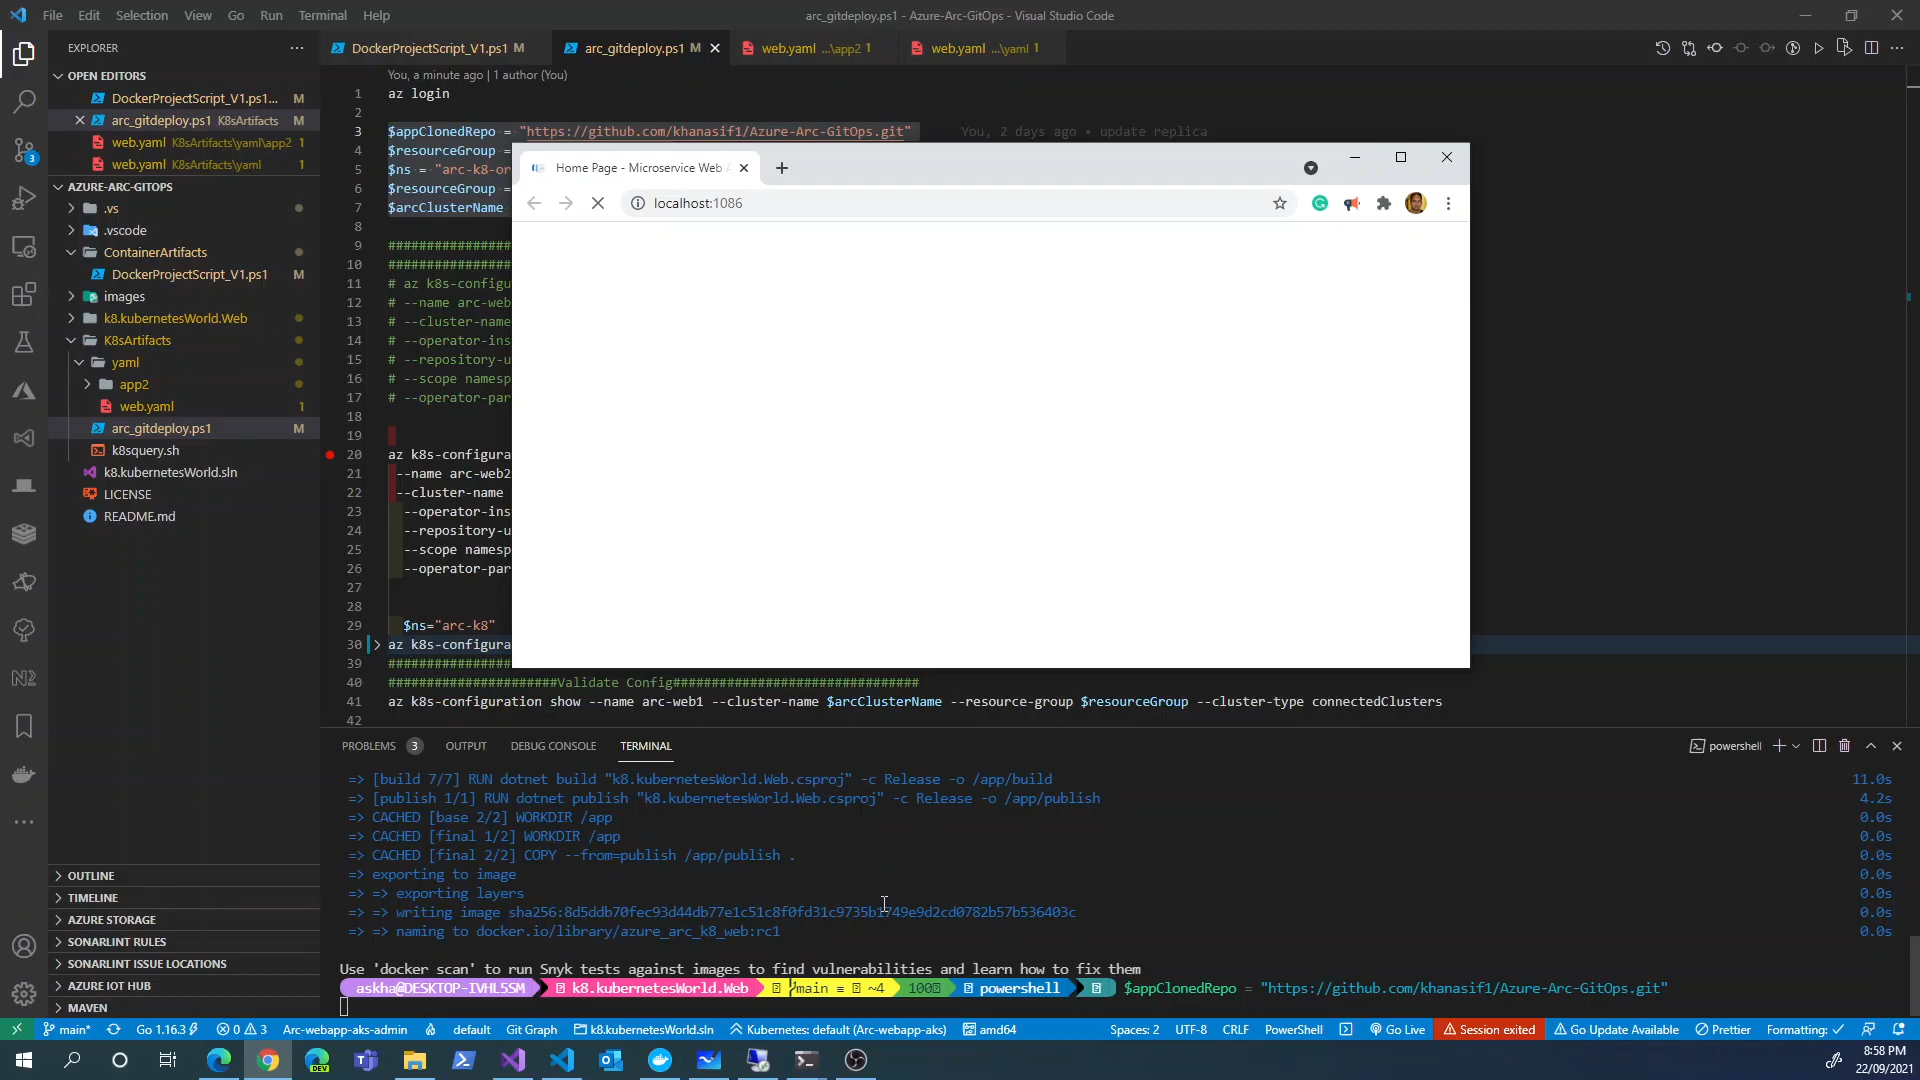 File Edit Selection View Go Run Terminal Help
arc_gitdeploy.ps1 - Azure-Arc-GitOps - Visual Studio Code
EXPLORER
DockerProjectScript_V1.ps1 M
arc_gitdeploy.ps1 M
web.yaml ...\app2 1
web.yaml ...\yaml 1
OPEN EDITORS
DockerProjectScript_V1.ps1... M
arc_gitdeploy.ps1 K8sArtifacts M
web.yaml K8sArtifacts\yaml\app2 1
web.yaml K8sArtifacts\yaml 1
AZURE-ARC-GITOPS
.vs
.vscode
ContainerArtifacts
DockerProjectScript_V1.ps1 M
images
k8.kubernetesWorld.Web
K8sArtifacts
yaml
app2
web.yaml 1
arc_gitdeploy.ps1 M
k8squery.sh
k8.kubernetesWorld.sln
LICENSE
README.md
OUTLINE
TIMELINE
AZURE STORAGE
SONARLINT RULES
SONARLINT ISSUE LOCATIONS
AZURE IOT HUB
MAVEN
You, a minute ago | 1 author (You)
1 az login
2
3 $appClonedRepo = "https://github.com/khanasif1/Azure-Arc-GitOps.git" You, 2 days ago • update replica
4 $resourceGroup =
5 $ns = "arc-k8-or
6 $resourceGroup =
7 $arcClusterName
8
9 ################
10 ################
11 # az k8s-configu
12 # --name arc-web
13 # --cluster-name
14 # --operator-ins
15 # --repository-u
16 # --scope namesp
17 # --operator-par
18
19
20 az k8s-configura
21 --name arc-web2
22 --cluster-name
23 --operator-ins
24 --repository-u
25 --scope namesp
26 --operator-par
27
28
29 $ns="arc-k8"
30 az k8s-configura
39 ################
40 ######################Validate Config################################
41 az k8s-configuration show --name arc-web1 --cluster-name $arcClusterName --resource-group $resourceGroup --cluster-type connectedClusters
42
Home Page - Microservice Web
localhost:1086
PROBLEMS 3 OUTPUT DEBUG CONSOLE TERMINAL
powershell
=> [build 7/7] RUN dotnet build "k8.kubernetesWorld.Web.csproj" -c Release -o /app/build 11.0s
=> [publish 1/1] RUN dotnet publish "k8.kubernetesWorld.Web.csproj" -c Release -o /app/publish 4.2s
=> CACHED [base 2/2] WORKDIR /app 0.0s
=> CACHED [final 1/2] WORKDIR /app 0.0s
=> CACHED [final 2/2] COPY --from=publish /app/publish . 0.0s
=> exporting to image 0.0s
=> => exporting layers 0.0s
=> => writing image sha256:8d5ddb70fec93d44db77e1c51c8f0fd31c9735b1749e9d2cd0782b57b536403c 0.0s
=> => naming to docker.io/library/azure_arc_k8_web:rc1 0.0s
Use 'docker scan' to run Snyk tests against images to find vulnerabilities and learn how to fix them
askha@DESKTOP-IVHL5SM k8.kubernetesWorld.Web main ≡ ~4 100 powershell $appClonedRepo = "https://github.com/khanasif1/Azure-Arc-GitOps.git"
main* Go 1.16.3 0 3 Arc-webapp-aks-admin default Git Graph k8.kubernetesWorld.sln Kubernetes: default (Arc-webapp-aks) amd64 Spaces: 2 UTF-8 CRLF PowerShell Go Live Session exited Go Update Available Prettier Formatting: ✓
DEV
8:58 PM
22/09/2021